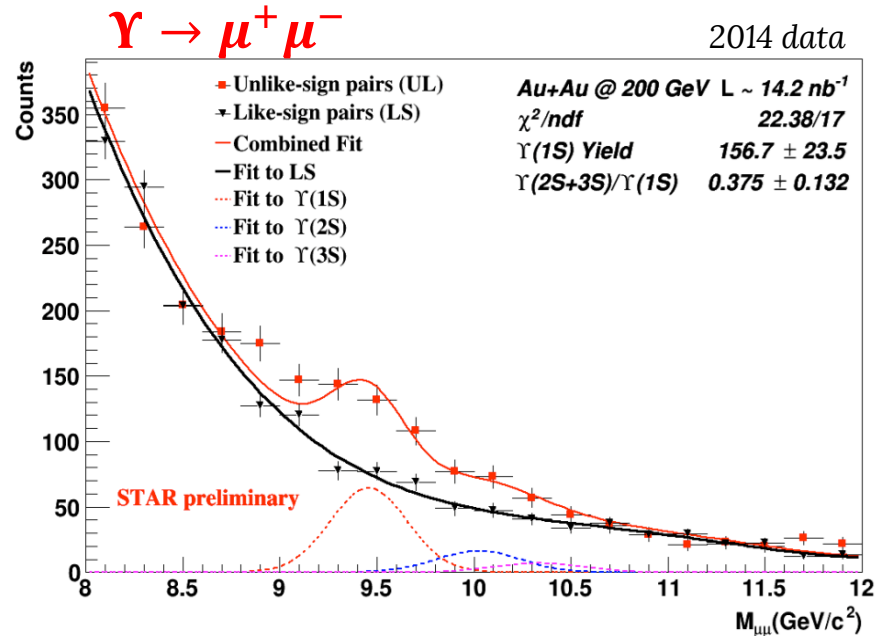 ϒ → μ⁺ μ⁻
2014 data
Counts
350
300
250
200
150
100
50
0
Unlike-sign pairs (UL)
Like-sign pairs (LS)
Combined Fit
Fit to LS
Fit to ϒ(1S)
Fit to ϒ(2S)
Fit to ϒ(3S)
Au+Au @ 200 GeV L ~ 14.2 nb⁻¹
χ²/ndf 22.38/17
ϒ(1S) Yield 156.7 ± 23.5
ϒ(2S+3S)/ϒ(1S) 0.375 ± 0.132
STAR preliminary
8 8.5 9 9.5 10 10.5 11 11.5 12
M_μμ(GeV/c²)